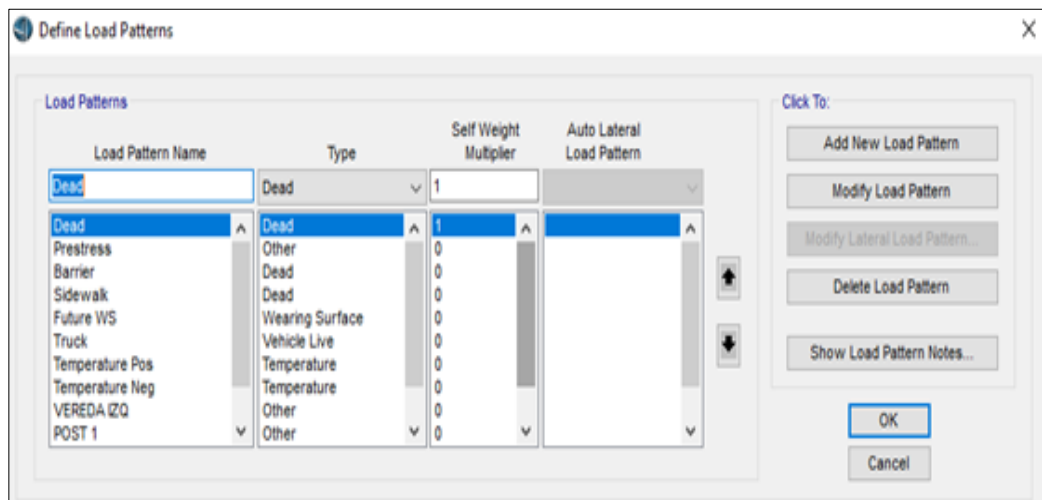 Define Load Patterns
Load Patterns
Click To:
Load Pattern Name Type Self Weight Multiplier Auto Lateral Load Pattern
Dead Dead 1
Dead Dead 1
Prestress Other 0
Barrier Dead 0
Sidewalk Dead 0
Future WS Wearing Surface 0
Truck Vehicle Live 0
Temperature Pos Temperature 0
Temperature Neg Temperature 0
VEREDA IZQ Other 0
POST 1 Other 0
Add New Load Pattern
Modify Load Pattern
Modify Lateral Load Pattern...
Delete Load Pattern
Show Load Pattern Notes...
OK
Cancel